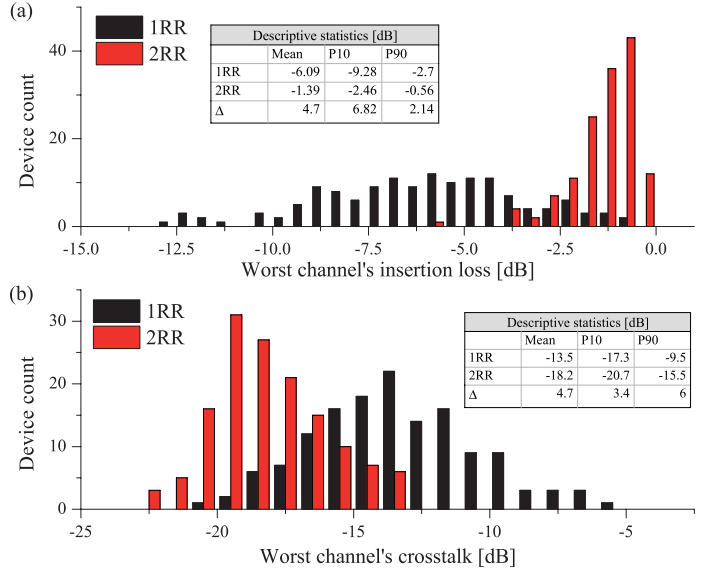 (a)
1RR
2RR
Descriptive statistics [dB]
Mean P10 P90
1RR -6.09 -9.28 -2.7
2RR -1.39 -2.46 -0.56
Δ 4.7 6.82 2.14
Device count
40
20
0
-15.0 -12.5 -10.0 -7.5 -5.0 -2.5 0.0
Worst channel's insertion loss [dB]
(b)
1RR
2RR
Descriptive statistics [dB]
Mean P10 P90
1RR -13.5 -17.3 -9.5
2RR -18.2 -20.7 -15.5
Δ 4.7 3.4 6
Device count
30
20
10
0
-25 -20 -15 -10 -5
Worst channel's crosstalk [dB]